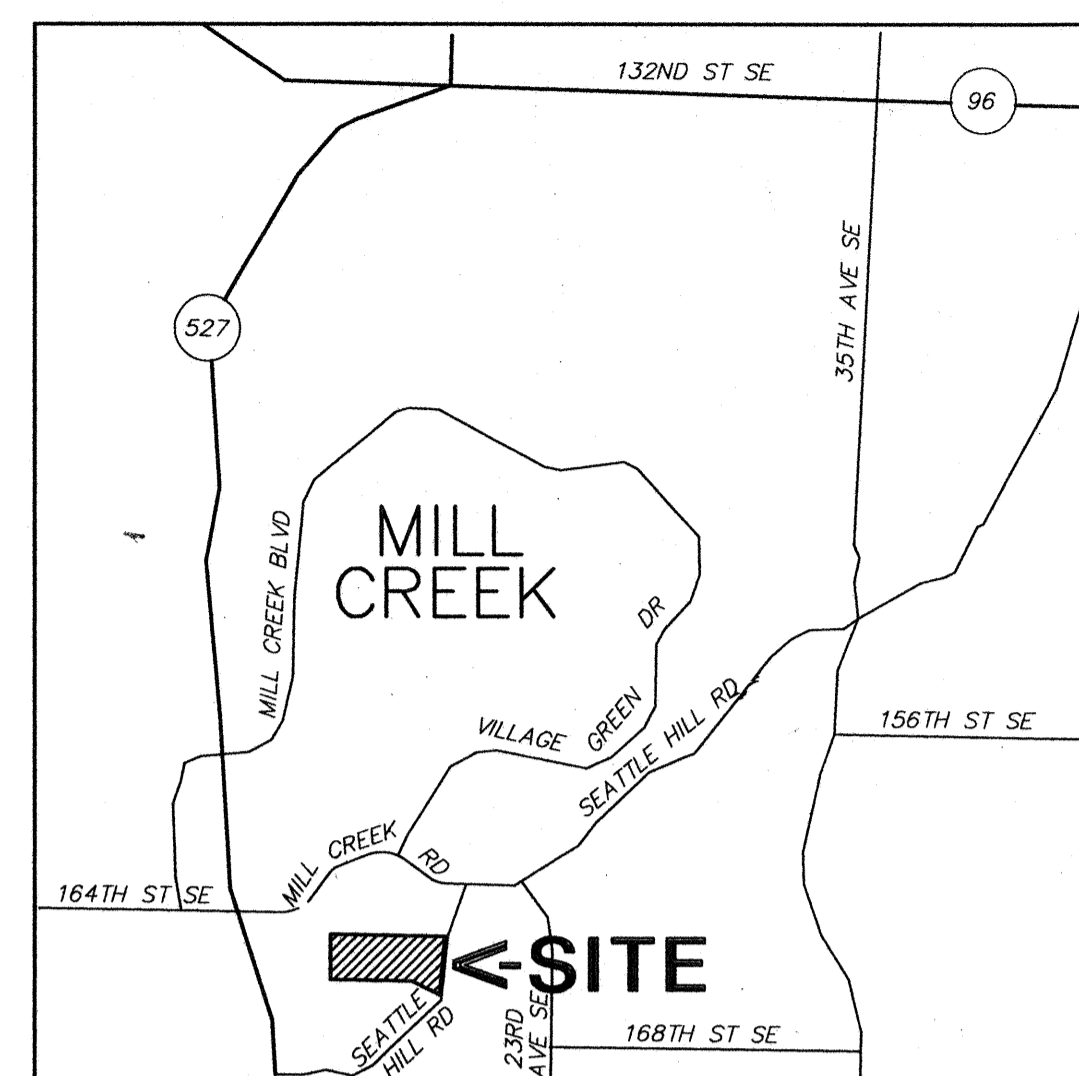 132ND ST SE
96
35TH AVE SE
527
MILL
CREEK
MILL CREEK BLVD
DR
GREEN
VILLAGE
SEATTLE HILL RD
156TH ST SE
MILL CREEK
RD
164TH ST SE
<-SITE
SEATTLE
HILL RD
23RD
AVE SE
168TH ST SE